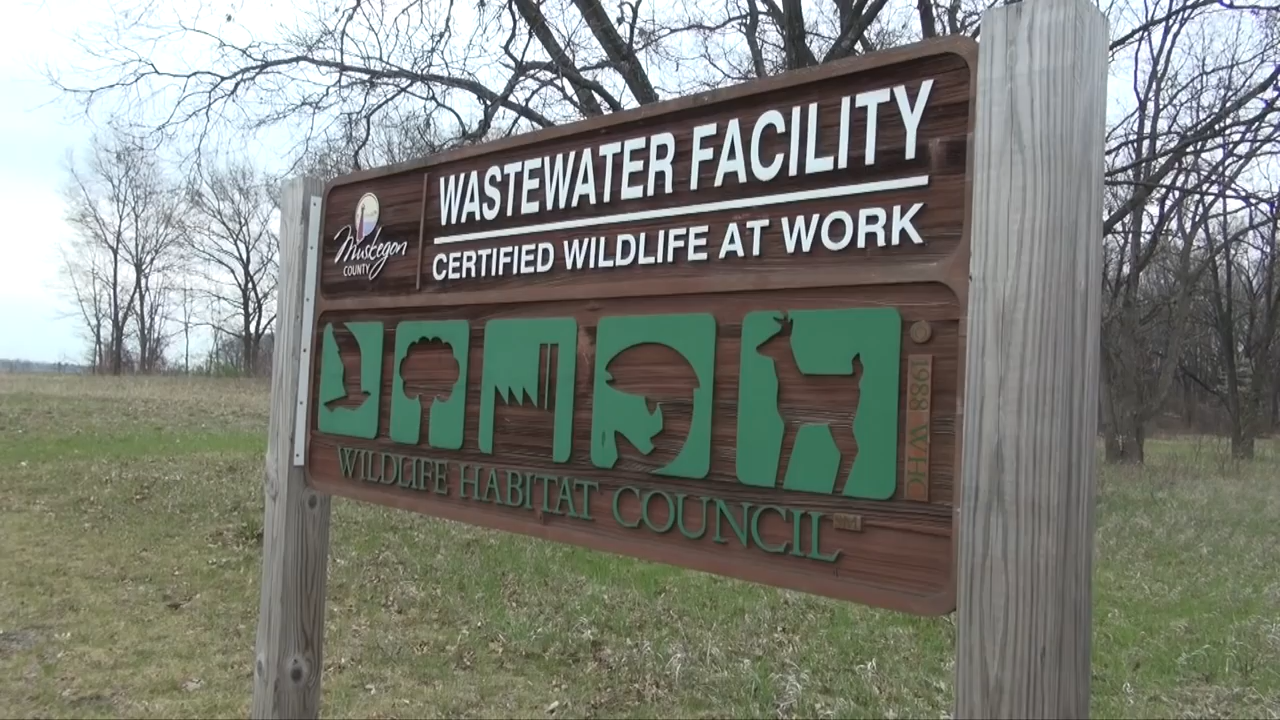 WASTEWATER FACILITY
CERTIFIED WILDLIFE AT WORK
Muskegon
COUNTY
1988 WHC
WILDLIFE HABITAT COUNCIL